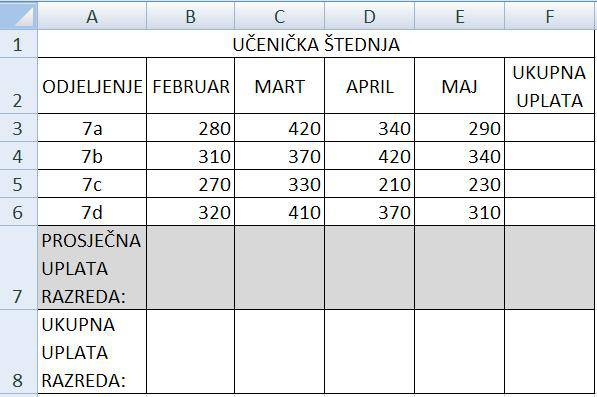 A B C D E F
1 UČENIČKA ŠTEDNJA
2 ODJELJENJE FEBRUAR MART APRIL MAJ UKUPNA UPLATA
3 7a 280 420 340 290
4 7b 310 370 420 340
5 7c 270 330 210 230
6 7d 320 410 370 310
PROSJEČNA
UPLATA
7 RAZREDA:
UKUPNA
UPLATA
8 RAZREDA: